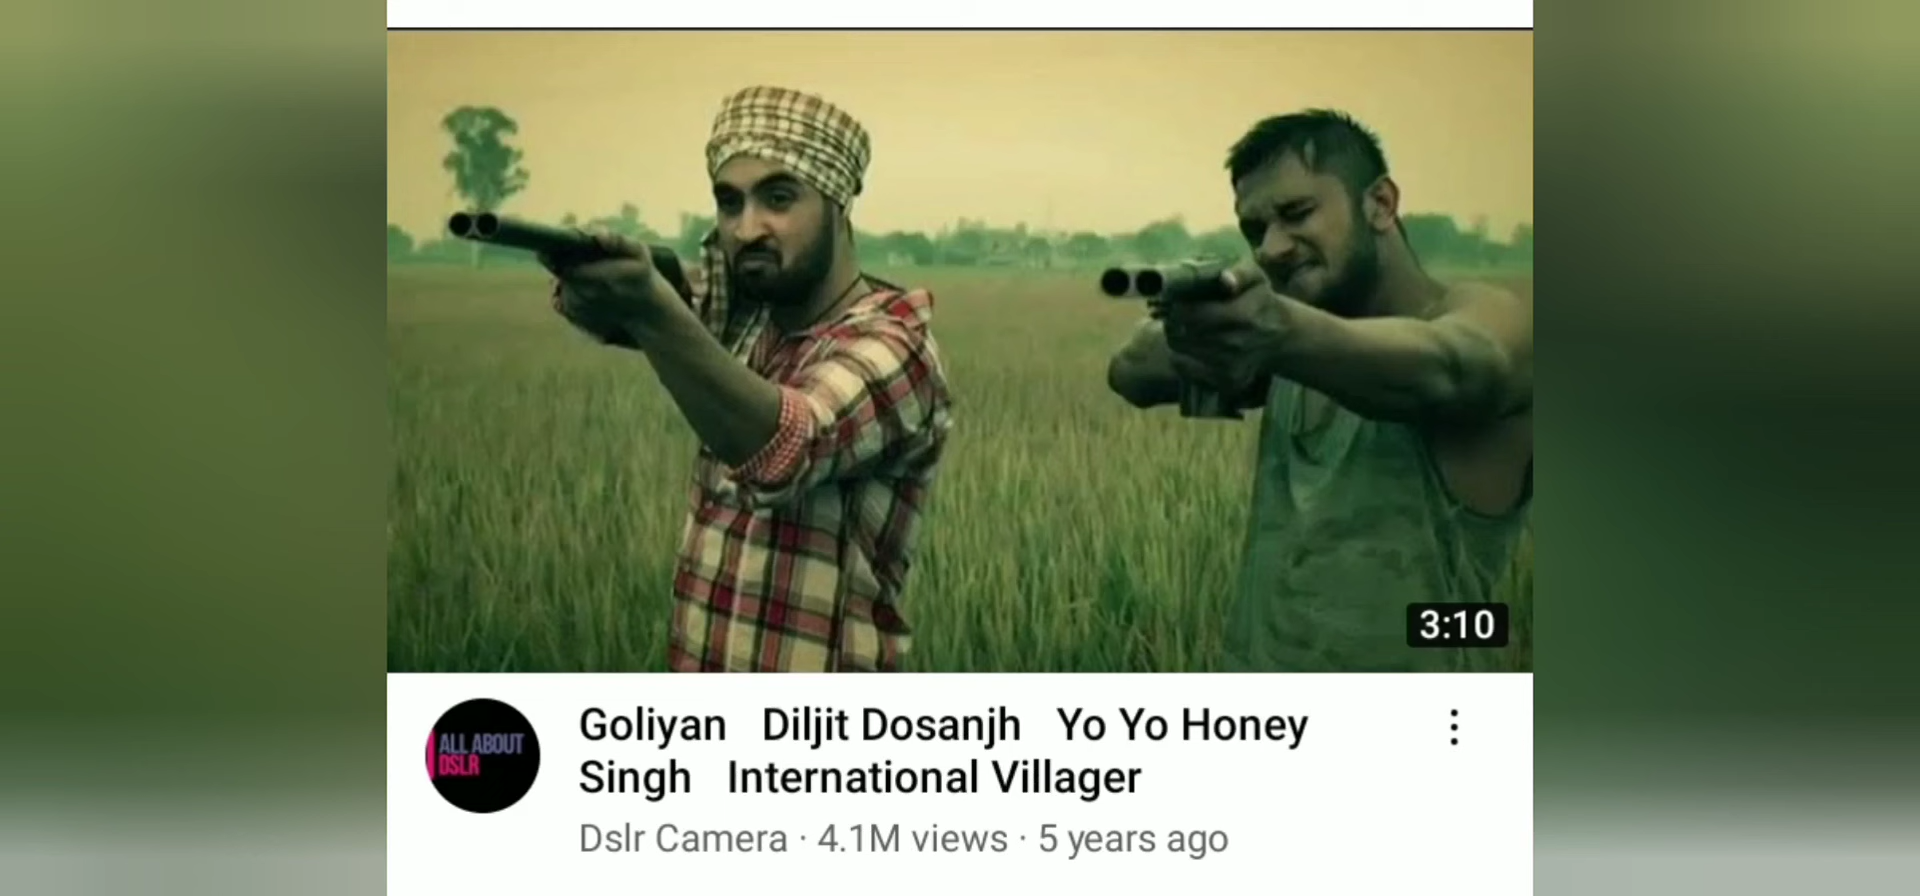 3:10
ALL ABOUT
DSLR
Goliyan Diljit Dosanjh Yo Yo Honey
Singh International Villager
Dslr Camera · 4.1M views · 5 years ago